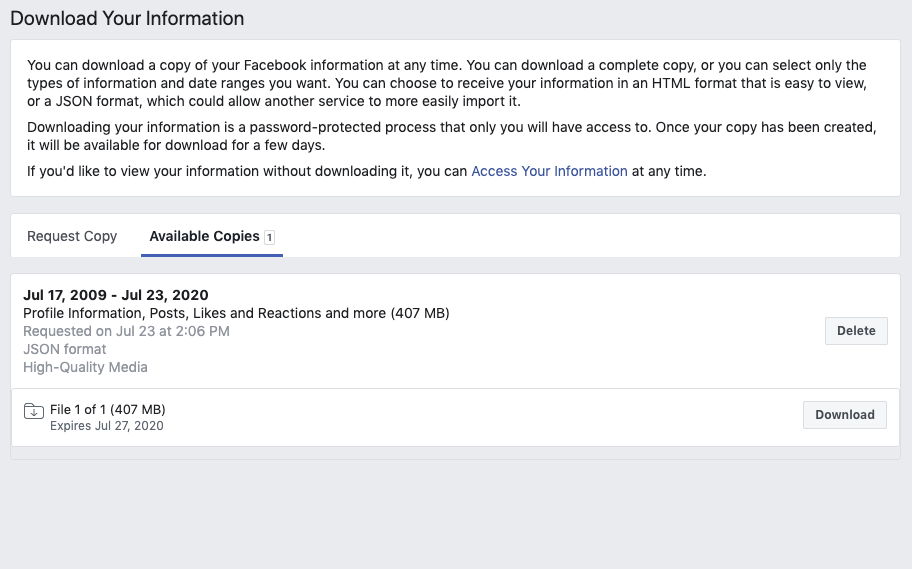 Download Your Information
You can download a copy of your Facebook information at any time. You can download a complete copy, or you can select only the
types of information and date ranges you want. You can choose to receive your information in an HTML format that is easy to view,
or a JSON format, which could allow another service to more easily import it.
Downloading your information is a password-protected process that only you will have access to. Once your copy has been created,
it will be available for download for a few days.
If you'd like to view your information without downloading it, you can Access Your Information at any time.
Request Copy Available Copies 1
Jul 17, 2009 - Jul 23, 2020
Profile Information, Posts, Likes and Reactions and more (407 MB)
Requested on Jul 23 at 2:06 PM
JSON format
High-Quality Media
Delete
File 1 of 1 (407 MB)
Expires Jul 27, 2020
Download